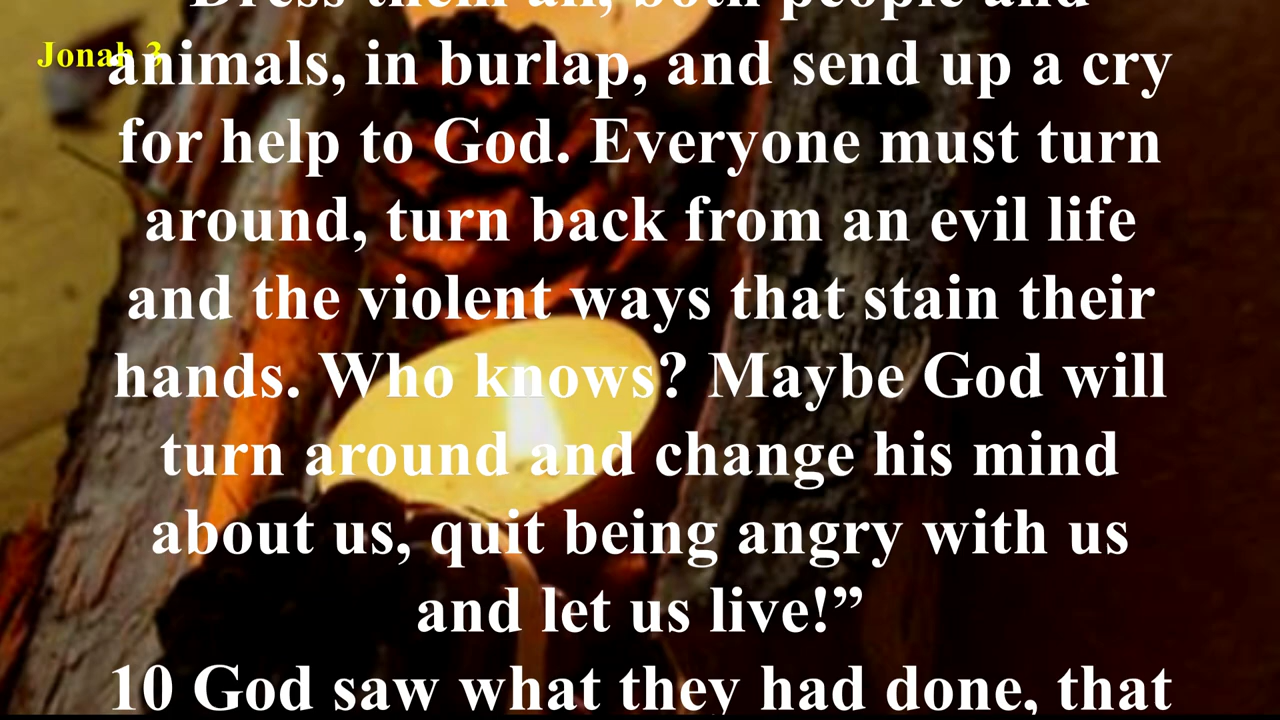 Dress them all, both people and
Jonah 3
animals, in burlap, and send up a cry
for help to God. Everyone must turn
around, turn back from an evil life
and the violent ways that stain their
hands. Who knows? Maybe God will
turn around and change his mind
about us, quit being angry with us
and let us live!”
10 God saw what they had done, that